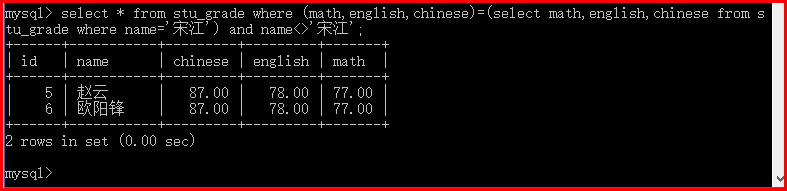 mysql> select * from stu_grade where (math,english,chinese)=(select math,english,chinese from s
tu_grade where name='宋江') and name<>'宋江';
+------+-----------+---------+---------+-------+
| id   | name      | chinese | english | math  |
+------+-----------+---------+---------+-------+
|    5 | 赵云      |   87.00 |   78.00 | 77.00 |
|    6 | 欧阳锋    |   87.00 |   78.00 | 77.00 |
+------+-----------+---------+---------+-------+
2 rows in set (0.00 sec)
mysql>